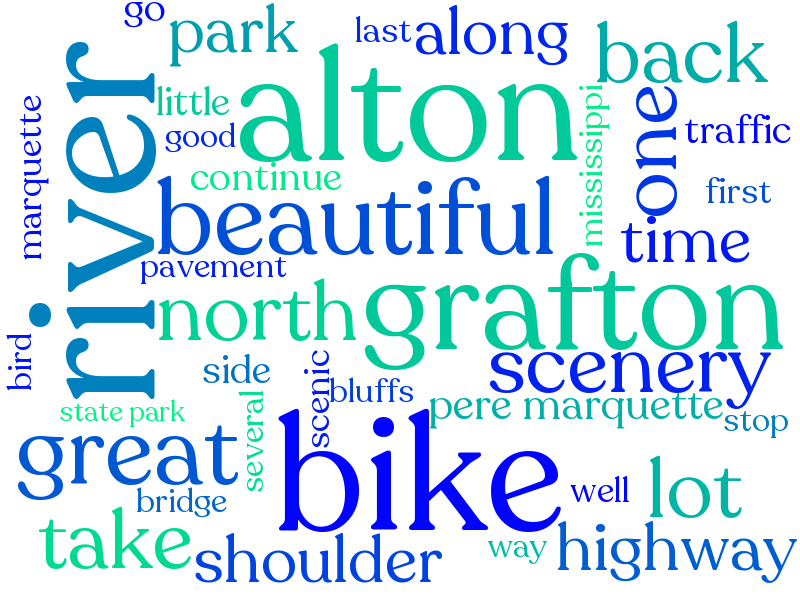 go
park
last
along
back
river
little
alton
good
marquette
continue
mississippi
one
traffic
first
beautiful
time
pavement
north
grafton
bird
side
scenic
bluffs
scenery
state park
several
pere marquette
stop
great
bike
bridge
well
lot
take
shoulder
way
highway